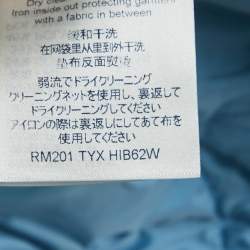 Dry clean
(Iron inside out protecting garment
with a fabric in between)
缓和干洗
在网袋里从里到外干洗
垫布反面熨烫
弱流でドライクリーニング
クリーニングネットを使用し、裏返して
ドライクリーニングしてください
アイロンの際は裏返しにしてあて布を
使用してください
RM201 TYX HIB62W